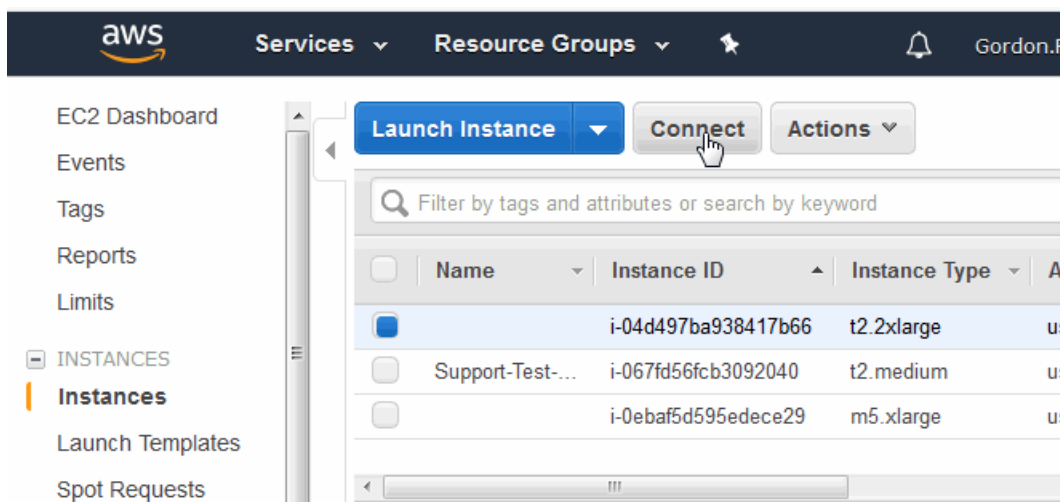 aws Services Resource Groups Gordon.
EC2 Dashboard
Events
Tags
Reports
Limits
INSTANCES
Instances
Launch Templates
Spot Requests
Launch Instance Connect Actions
Filter by tags and attributes or search by keyword
Name Instance ID Instance Type A
i-04d497ba938417b66 t2.2xlarge u
Support-Test-... i-067fd56fcb3092040 t2.medium u
i-0ebaf5d595edece29 m5.xlarge u